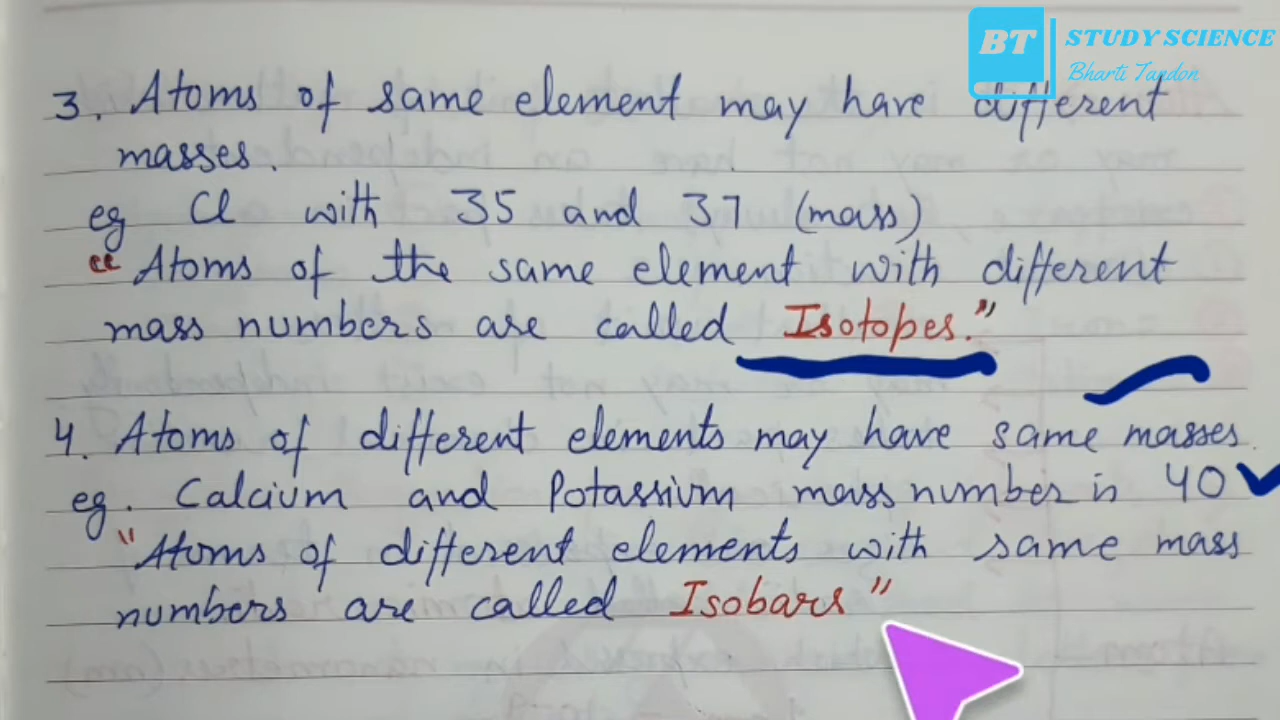 BT STUDY SCIENCE
Bharti Tandon
3. Atoms of same element may have different
masses.
eg Cl with 35 and 37 (mass)
"Atoms of the same element with different
mass numbers are called Isotopes."
4. Atoms of different elements may have same masses.
eg. Calcium and Potassium mass number is 40
"Atoms of different elements with same mass
numbers are called Isobars"